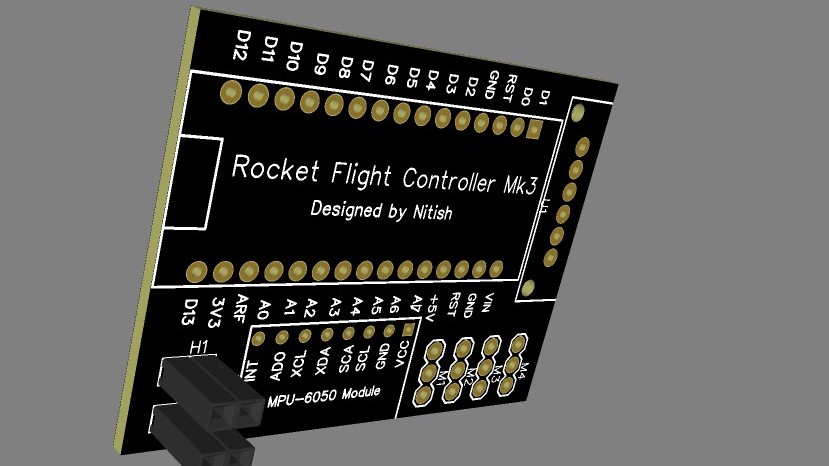 D12 D11 D10 D9 D8 D7 D6 D5 D4 D3 D2 GND RST D0 D1
Rocket Flight Controller Mk3
Designed by Nitish
D13 3V3 ARF A0 A1 A2 A3 A4 A5 A6 A7 +5V RST GND VIN
H1
INI ADO XCL XDA SCA SCL GND VCC
M1 M2 M3 M4
MPU-6050 Module